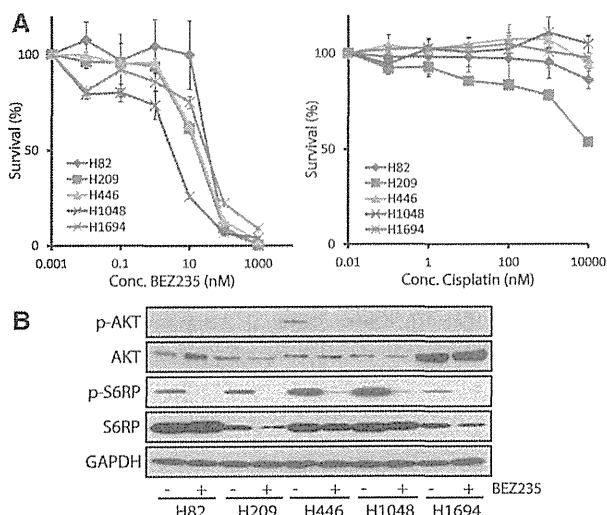 A
100
50
0
Survival (%)
H82
H209
H446
H1048
H1694
0.001 0.1 10 1000
Conc. BEZ235 (nM)
100
50
0
Survival (%)
H82
H209
H446
H1048
H1694
0.01 1 100 10000
Conc. Cisplatin (nM)
B
p-AKT
AKT
p-S6RP
S6RP
GAPDH
- + - + - + - + - + BEZ235
H82 H209 H446 H1048 H1694